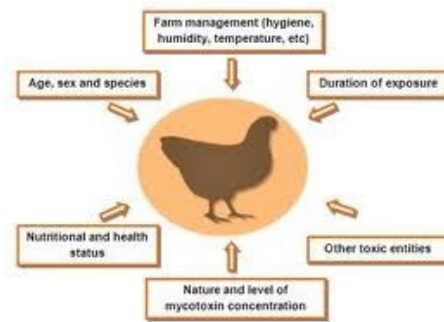 Farm management (hygiene,
humidity, temperature, etc)
Age, sex and species
Duration of exposure
Nutritional and health
status
Other toxic entities
Nature and level of
mycotoxin concentration